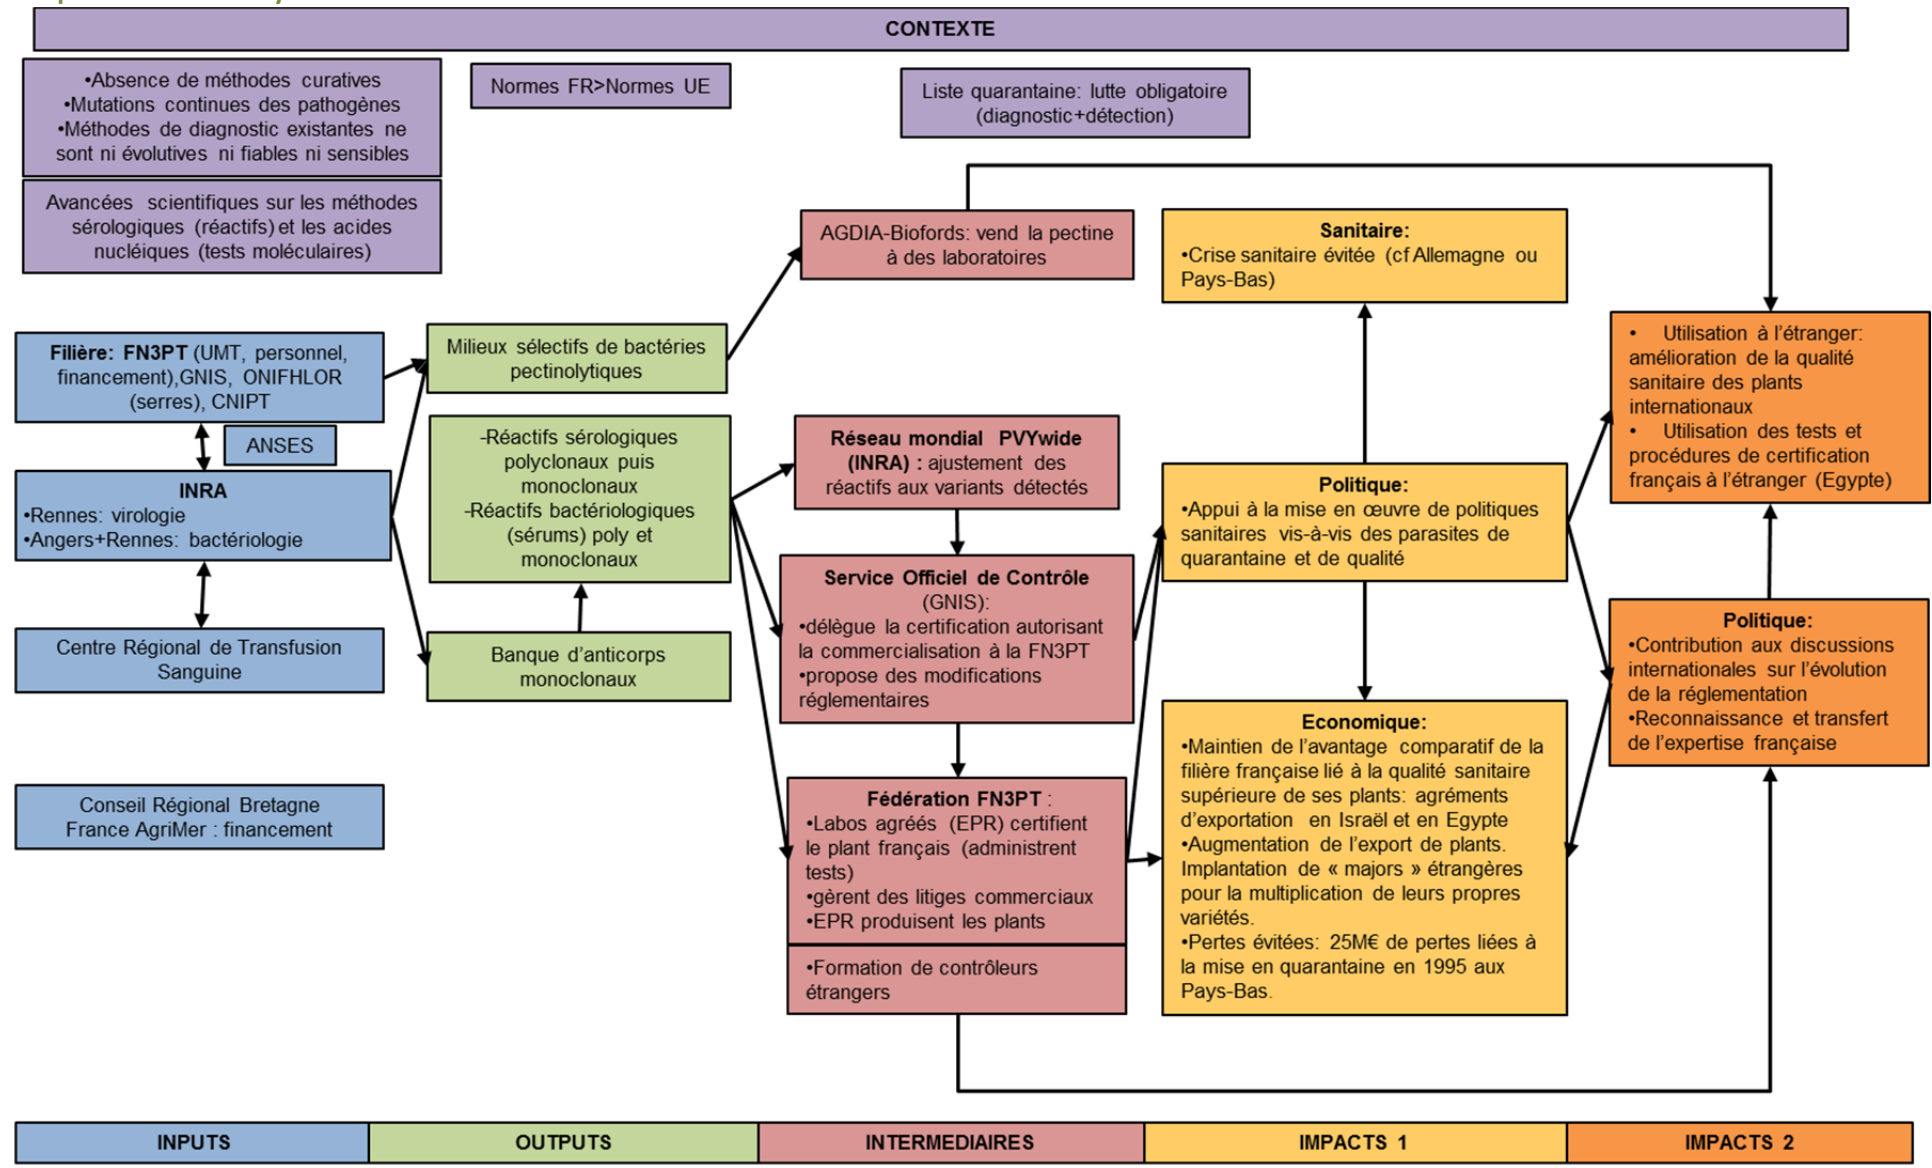 CONTEXTE
•Absence de méthodes curatives
•Mutations continues des pathogènes
•Méthodes de diagnostic existantes ne
sont ni évolutives ni fiables ni sensibles
Avancées scientifiques sur les méthodes
sérologiques (réactifs) et les acides
nucléiques (tests moléculaires)
Normes FR>Normes UE
Liste quarantaine: lutte obligatoire
(diagnostic+détection)
Filière: FN3PT (UMT, personnel,
financement),GNIS, ONIFHLOR
(serres), CNIPT
ANSES
INRA
•Rennes: virologie
•Angers+Rennes: bactériologie
Centre Régional de Transfusion
Sanguine
Conseil Régional Bretagne
France AgriMer : financement
Milieux sélectifs de bactéries
pectinolytiques
-Réactifs sérologiques
polyclonaux puis
monoclonaux
-Réactifs bactériologiques
(sérums) poly et
monoclonaux
Banque d’anticorps
monoclonaux
AGDIA-Biofords: vend la pectine
à des laboratoires
Réseau mondial PVYwide
(INRA) : ajustement des
réactifs aux variants détectés
Service Officiel de Contrôle
(GNIS):
•délègue la certification autorisant
la commercialisation à la FN3PT
•propose des modifications
réglementaires
Fédération FN3PT :
•Labos agréés (EPR) certifient
le plant français (administrent
tests)
•gèrent des litiges commerciaux
•EPR produisent les plants
•Formation de contrôleurs
étrangers
Sanitaire:
•Crise sanitaire évitée (cf Allemagne ou
Pays-Bas)
Politique:
•Appui à la mise en œuvre de politiques
sanitaires vis-à-vis des parasites de
quarantaine et de qualité
Economique:
•Maintien de l’avantage comparatif de la
filière française lié à la qualité sanitaire
supérieure de ses plants: agréments
d’exportation en Israël et en Egypte
•Augmentation de l’export de plants.
Implantation de « majors » étrangères
pour la multiplication de leurs propres
variétés.
•Pertes évitées: 25M€ de pertes liées à
la mise en quarantaine en 1995 aux
Pays-Bas.
• Utilisation à l’étranger:
amélioration de la qualité
sanitaire des plants
internationaux
• Utilisation des tests et
procédures de certification
français à l’étranger (Egypte)
Politique:
•Contribution aux discussions
internationales sur l’évolution
de la réglementation
•Reconnaissance et transfert
de l’expertise française
INPUTS
OUTPUTS
INTERMEDIAIRES
IMPACTS 1
IMPACTS 2